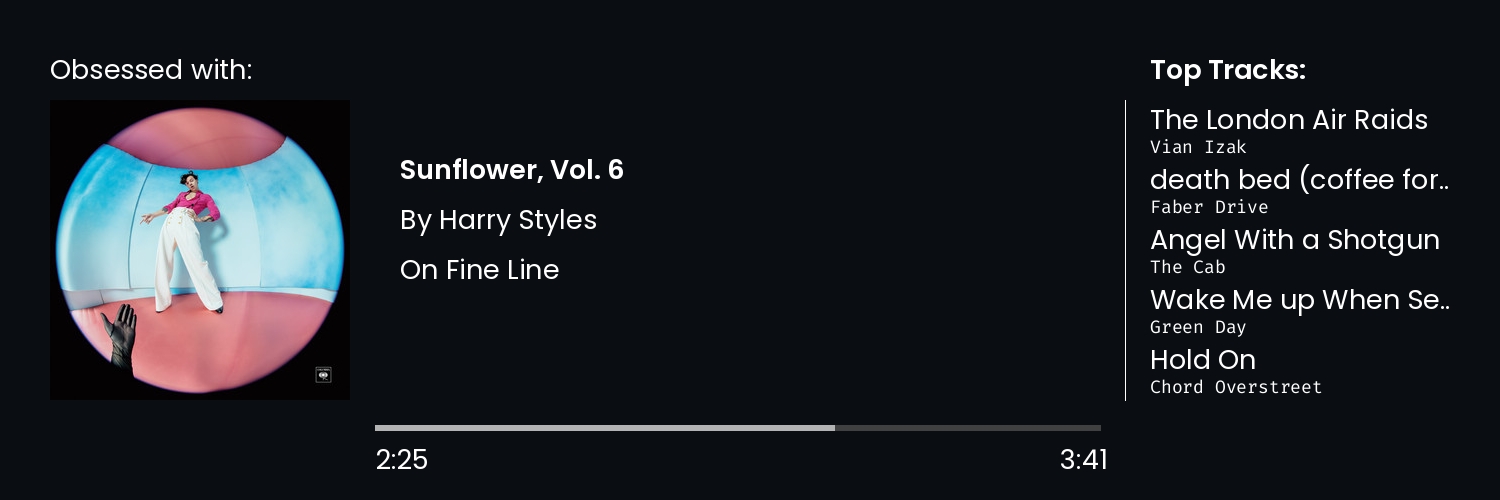 Obsessed with:
Sunflower, Vol. 6
By Harry Styles
On Fine Line
2:25
3:41
Top Tracks:
The London Air Raids
Vian Izak
death bed (coffee for..
Faber Drive
Angel With a Shotgun
The Cab
Wake Me up When Se..
Green Day
Hold On
Chord Overstreet